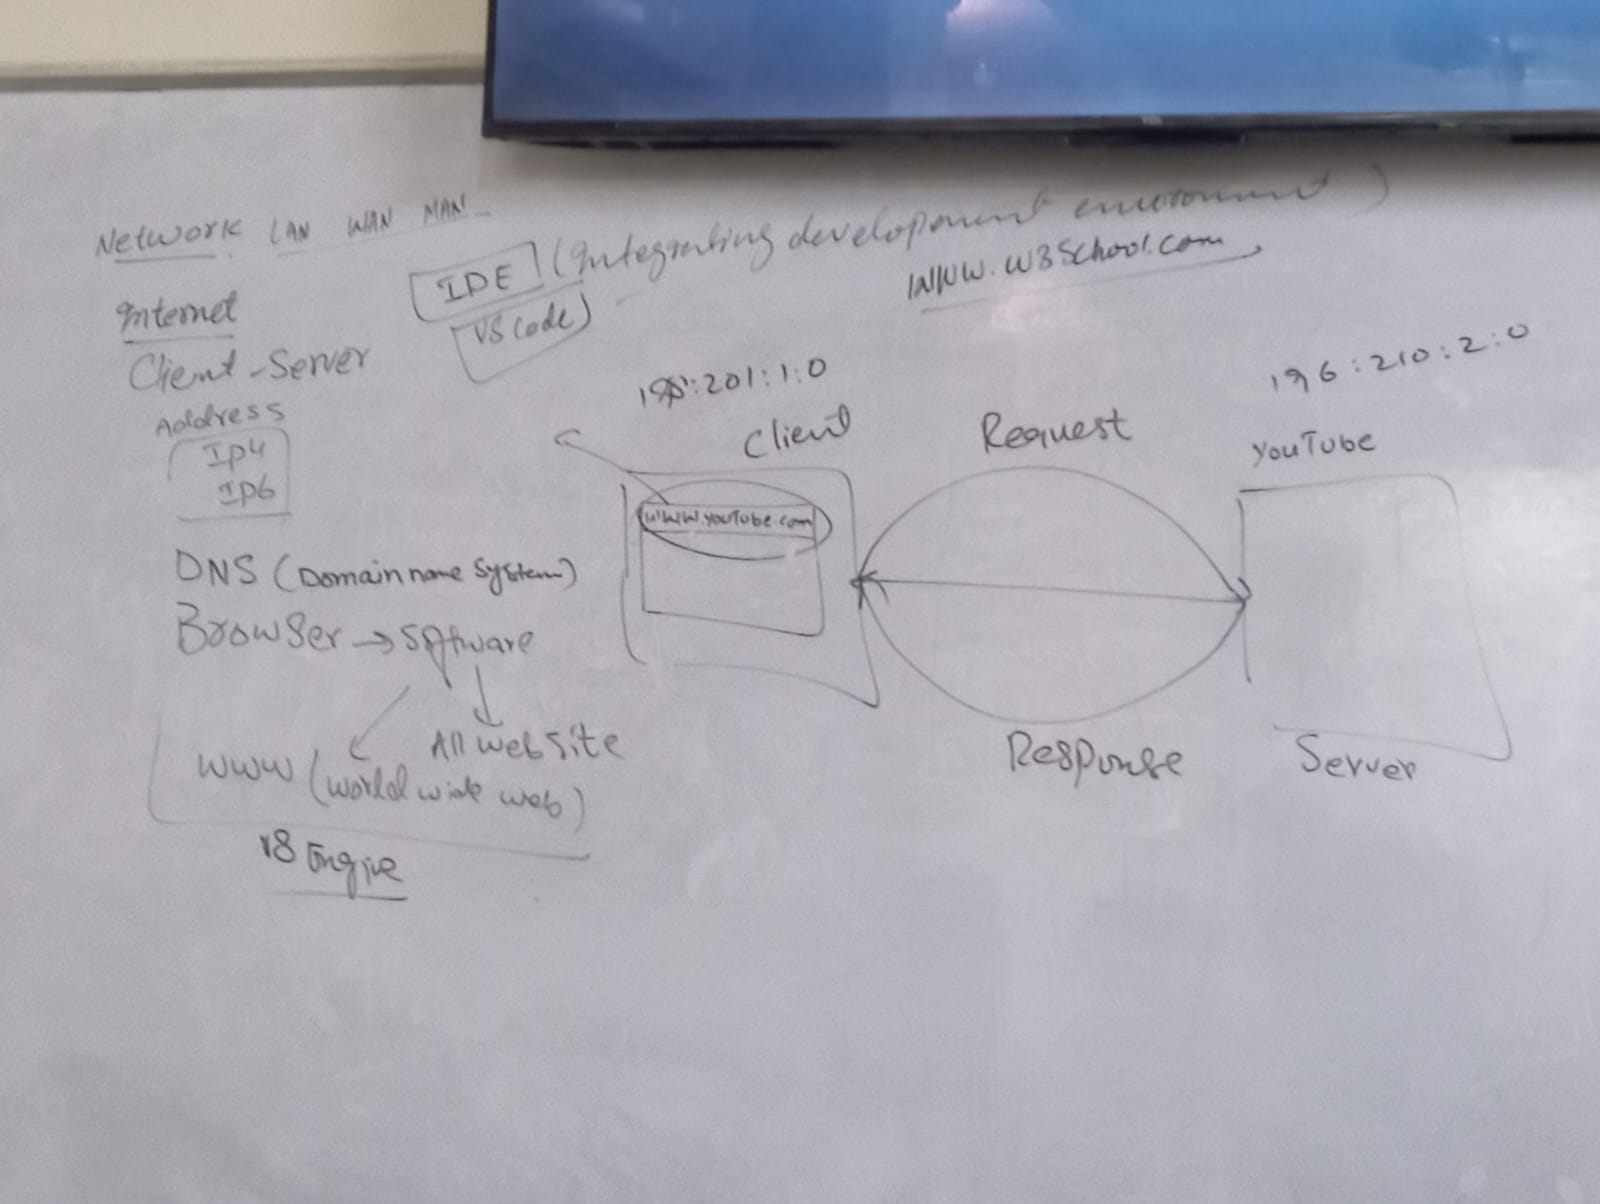 Network. LAN WAN MAN
IDE (Integrating development enviroment)
VS Code
www.w3School.com
Internet
Client-Server
Address
Ip4
Ip6
DNS (Domain name System)
Browser → Software
All website
www (world wide web)
V8 Engine
:201:1:0
Client
www.youTube.com
Request
Response
196:210:2:0
youTube
Server